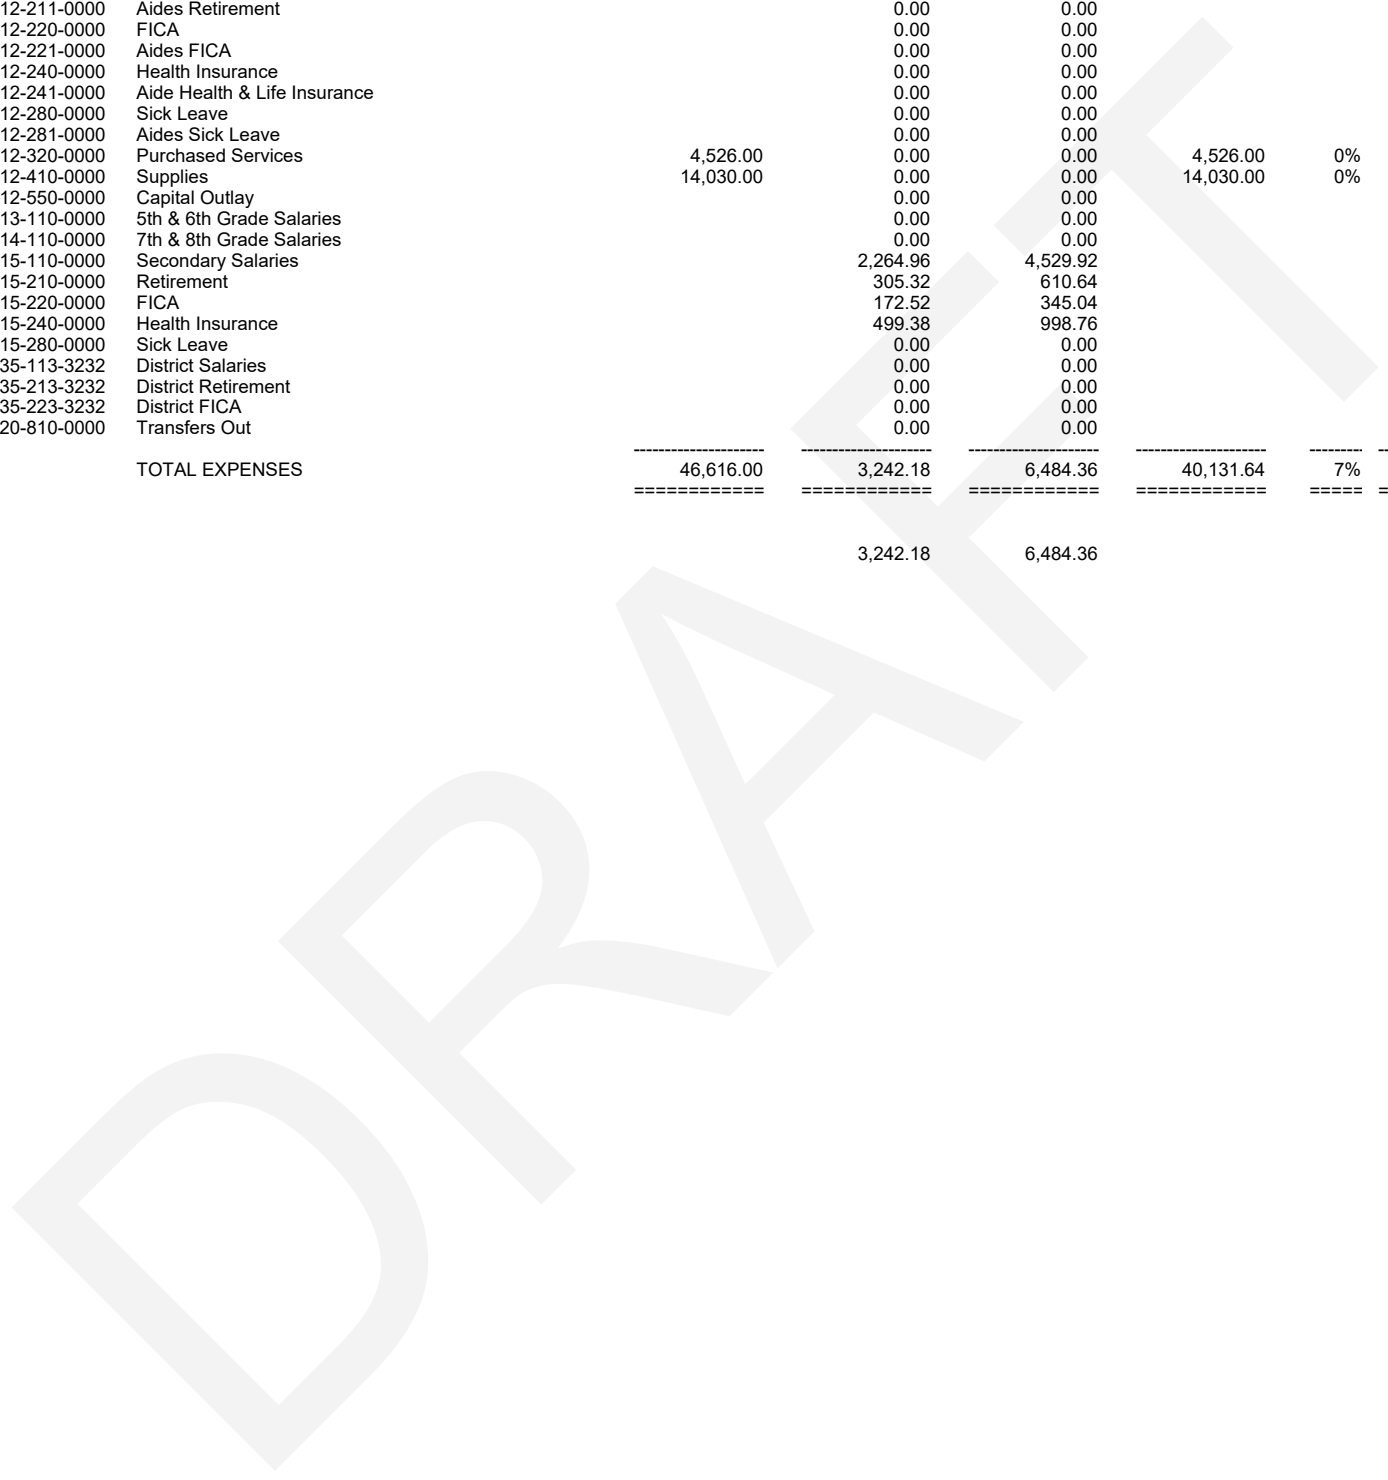 12-211-0000 Aides Retirement 0.00 0.00
12-220-0000 FICA 0.00 0.00
12-221-0000 Aides FICA 0.00 0.00
12-240-0000 Health Insurance 0.00 0.00
12-241-0000 Aide Health & Life Insurance 0.00 0.00
12-280-0000 Sick Leave 0.00 0.00
12-281-0000 Aides Sick Leave 0.00 0.00
12-320-0000 Purchased Services 4,526.00 0.00 0.00 4,526.00 0%
12-410-0000 Supplies 14,030.00 0.00 0.00 14,030.00 0%
12-550-0000 Capital Outlay 0.00 0.00
13-110-0000 5th & 6th Grade Salaries 0.00 0.00
14-110-0000 7th & 8th Grade Salaries 0.00 0.00
15-110-0000 Secondary Salaries 2,264.96 4,529.92
15-210-0000 Retirement 305.32 610.64
15-220-0000 FICA 172.52 345.04
15-240-0000 Health Insurance 499.38 998.76
15-280-0000 Sick Leave 0.00 0.00
35-113-3232 District Salaries 0.00 0.00
35-213-3232 District Retirement 0.00 0.00
35-223-3232 District FICA 0.00 0.00
20-810-0000 Transfers Out 0.00 0.00
--------------------- --------------------- --------------------- --------------------- -------- --
TOTAL EXPENSES 46,616.00 3,242.18 6,484.36 40,131.64 7%
============ ============ ============ ============ ===== =
3,242.18 6,484.36
DRAFT